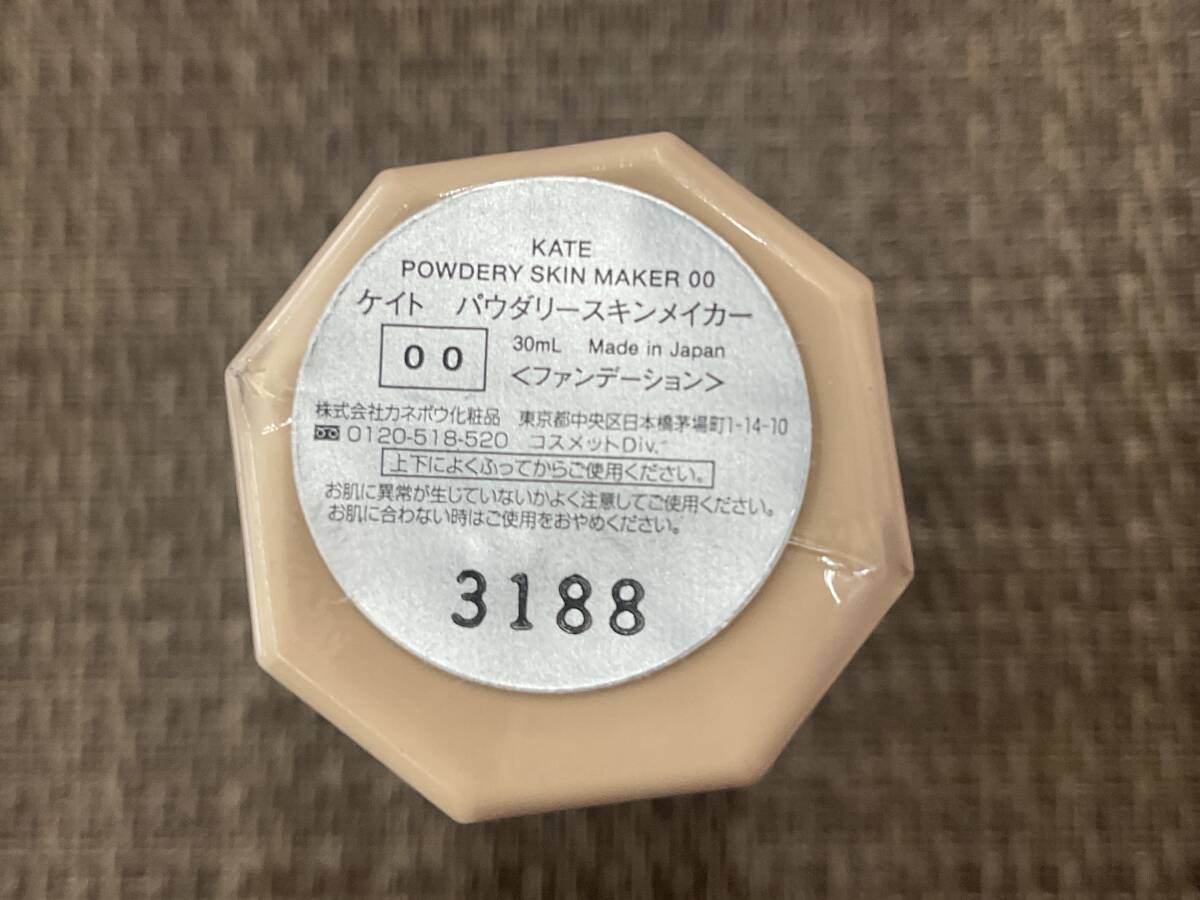 KATE
POWDERY SKIN MAKER 00
ケイト パウダリースキンメイカー
00 30mL Made in Japan
<ファンデーション>
株式会社カネボウ化粧品 東京都中央区日本橋茅場町1-14-10
0120-518-520 コスメットDiv.
上下によくふってからご使用ください。
お肌に異常が生じていないかよく注意してご使用ください。
お肌に合わない時はご使用をおやめください。
3188